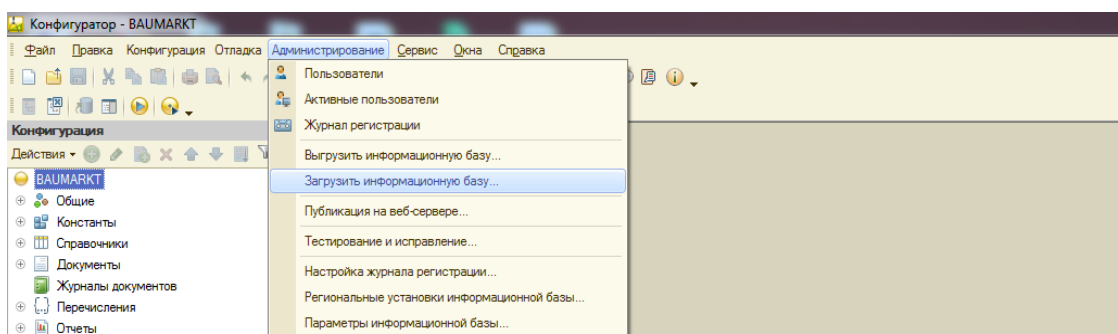 Конфигуратор - BAUMARKT
Файл Правка Конфигурация Отладка Администрирование Сервис Окна Справка
Пользователи
Активные пользователи
Журнал регистрации
Выгрузить информационную базу...
Загрузить информационную базу...
Публикация на веб-сервере...
Тестирование и исправление...
Настройка журнала регистрации...
Региональные установки информационной базы...
Параметры информационной базы...
Конфигурация
Действия
BAUMARKT
Общие
Константы
Справочники
Документы
Журналы документов
Перечисления
Отчеты